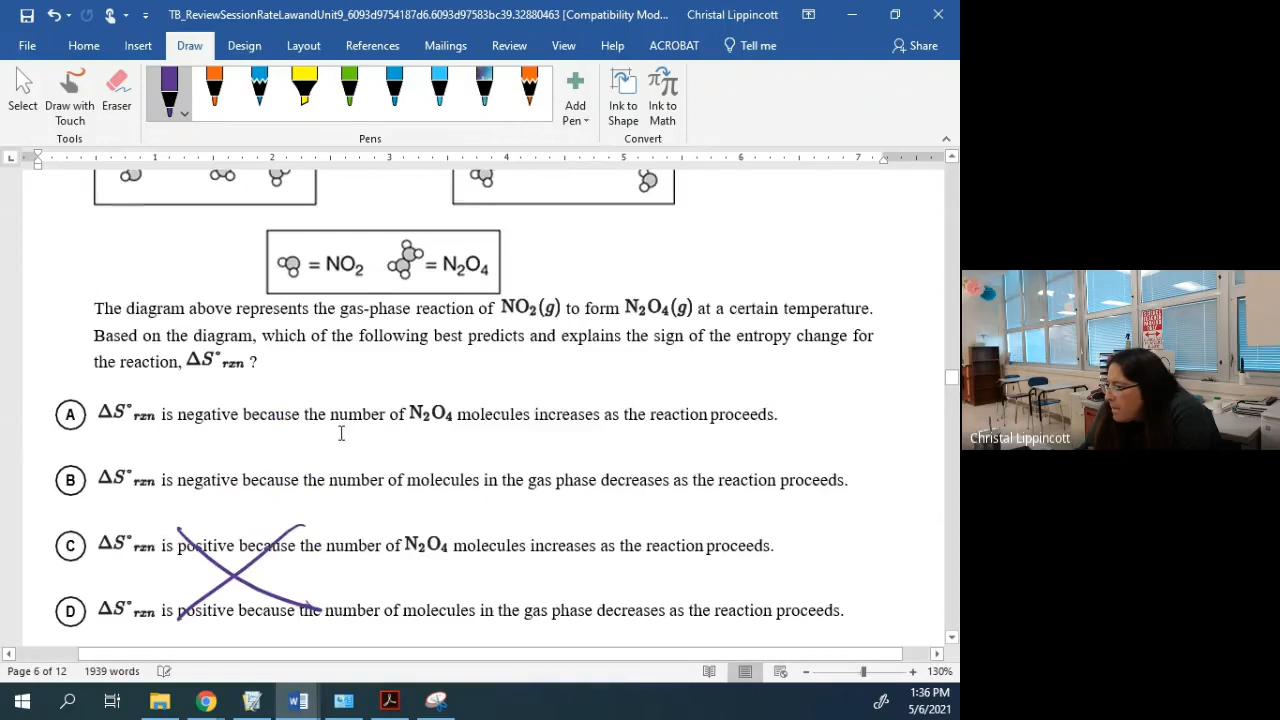 TB_ReviewSessionRateLawandUnit9_6093d9754187d6.6093d97583bc39.32880463 [Compatibility Mod... Christal Lippincott
File Home Insert Draw Design Layout References Mailings Review View Help ACROBAT Tell me Share
Select Draw with Touch Eraser Add Pen Ink to Shape Ink to Math
Tools Pens Convert
1 2 3 4 5 6 7
= NO₂ = N₂O₄
The diagram above represents the gas-phase reaction of NO₂(g) to form N₂O₄(g) at a certain temperature.
Based on the diagram, which of the following best predicts and explains the sign of the entropy change for
the reaction, ΔS°rxn ?
A ΔS°rxn is negative because the number of N₂O₄ molecules increases as the reaction proceeds.
B ΔS°rxn is negative because the number of molecules in the gas phase decreases as the reaction proceeds.
C ΔS°rxn is positive because the number of N₂O₄ molecules increases as the reaction proceeds.
D ΔS°rxn is positive because the number of molecules in the gas phase decreases as the reaction proceeds.
Christal Lippincott
Page 6 of 12 1939 words 130%
1:36 PM
5/6/2021